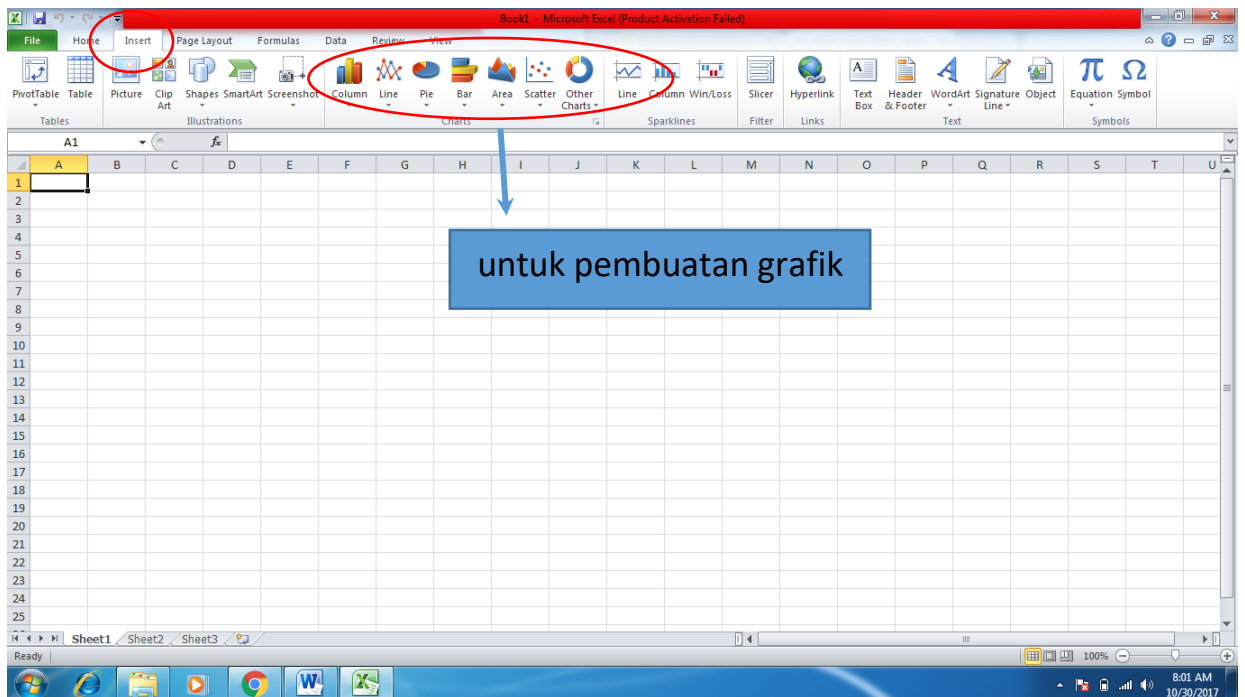 Book1 - Microsoft Excel (Product Activation Failed)
File Home Insert Page Layout Formulas Data Review View
PivotTable Table Picture Clip Art Shapes SmartArt Screenshot Column Line Pie Bar Area Scatter Other Charts Line Column Win/Loss Slicer Hyperlink Text Box Header & Footer WordArt Signature Line Object Equation Symbol
Tables Illustrations Charts Sparklines Filter Links Text Symbols
A1 fx
A B C D E F G H I J K L M N O P Q R S T U
1
2
3
4
5
6
7
8
9
10
11
12
13
14
15
16
17
18
19
20
21
22
23
24
25
untuk pembuatan grafik
Sheet1 Sheet2 Sheet3
Ready 100%
8:01 AM
10/30/2017